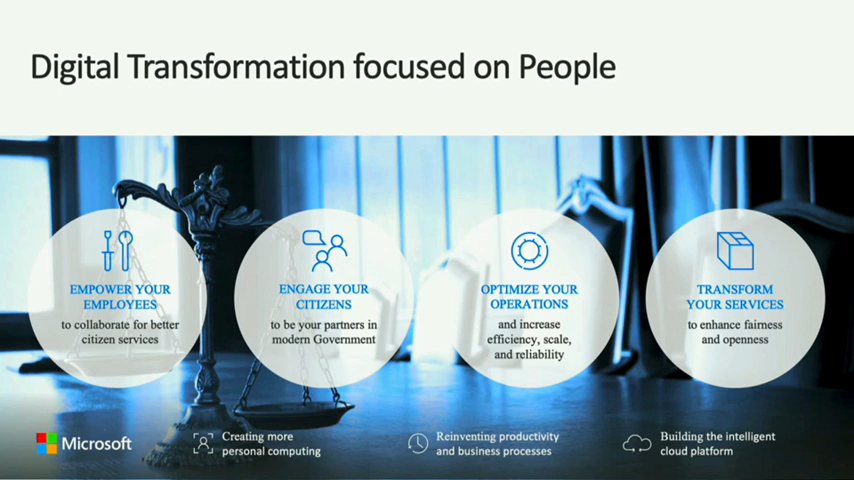 Digital Transformation focused on People
EMPOWER YOUR
EMPLOYEES
to collaborate for better
citizen services
ENGAGE YOUR
CITIZENS
to be your partners in
modern Government
OPTIMIZE YOUR
OPERATIONS
and increase
efficiency, scale,
and reliability
TRANSFORM
YOUR SERVICES
to enhance fairness
and openness
Microsoft
Creating more
personal computing
Reinventing productivity
and business processes
Building the intelligent
cloud platform